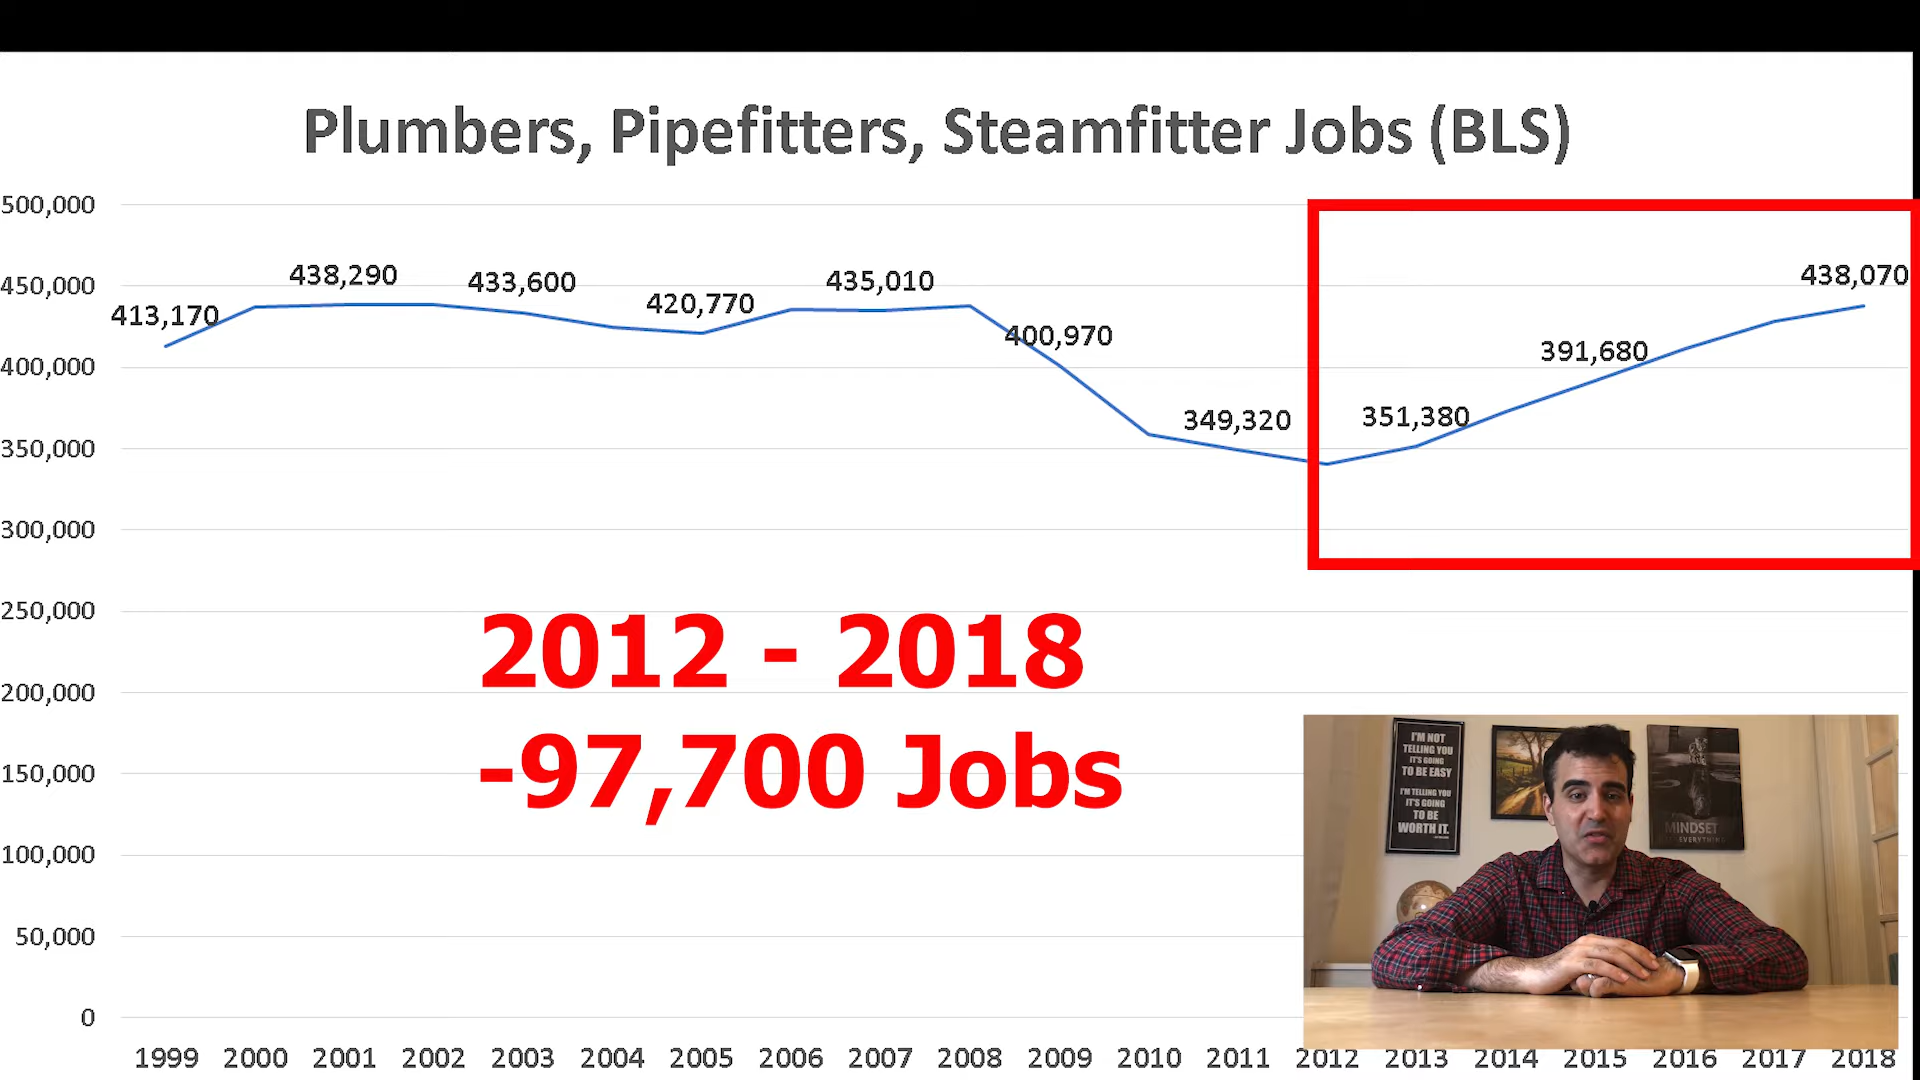 Plumbers, Pipefitters, Steamfitter Jobs (BLS)
500,000
450,000
400,000
350,000
300,000
250,000
200,000
150,000
100,000
50,000
0
413,170
438,290
433,600
420,770
435,010
400,970
349,320
351,380
391,680
438,070
2012 - 2018
-97,700 Jobs
I'M NOT
TELLING YOU
IT'S GOING
TO BE EASY
I'M TELLING YOU
IT'S GOING
TO BE
WORTH IT.
MINDSET
EVERYTHING
1999 2000 2001 2002 2003 2004 2005 2006 2007 2008 2009 2010 2011 2012 2013 2014 2015 2016 2017 2018